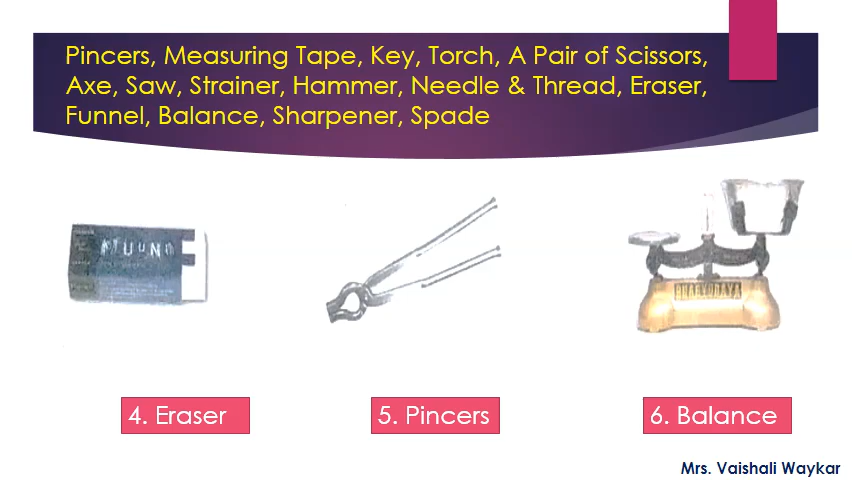 Pincers, Measuring Tape, Key, Torch, A Pair of Scissors,
Axe, Saw, Strainer, Hammer, Needle & Thread, Eraser,
Funnel, Balance, Sharpener, Spade
4. Eraser
5. Pincers
6. Balance
Mrs. Vaishali Waykar